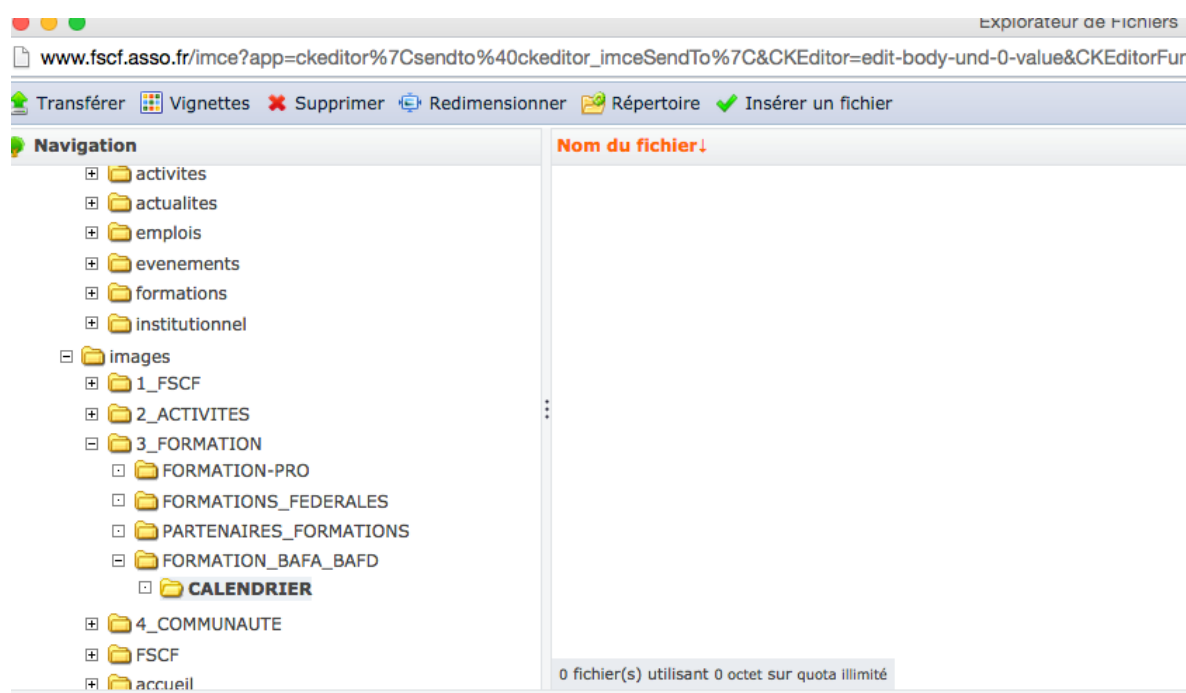 Explorateur de Fichiers
www.fscf.asso.fr/imce?app=ckeditor%7Csendto%40ckeditor_imceSendTo%7C&CKEditor=edit-body-und-0-value&CKEditorFun
Transférer Vignettes Supprimer Redimensionner Répertoire Insérer un fichier
Navigation
Nom du fichier↓
activites
actualites
emplois
evenements
formations
institutionnel
images
1_FSCF
2_ACTIVITES
3_FORMATION
FORMATION-PRO
FORMATIONS_FEDERALES
PARTENAIRES_FORMATIONS
FORMATION_BAFA_BAFD
CALENDRIER
4_COMMUNAUTE
FSCF
accueil
0 fichier(s) utilisant 0 octet sur quota illimité